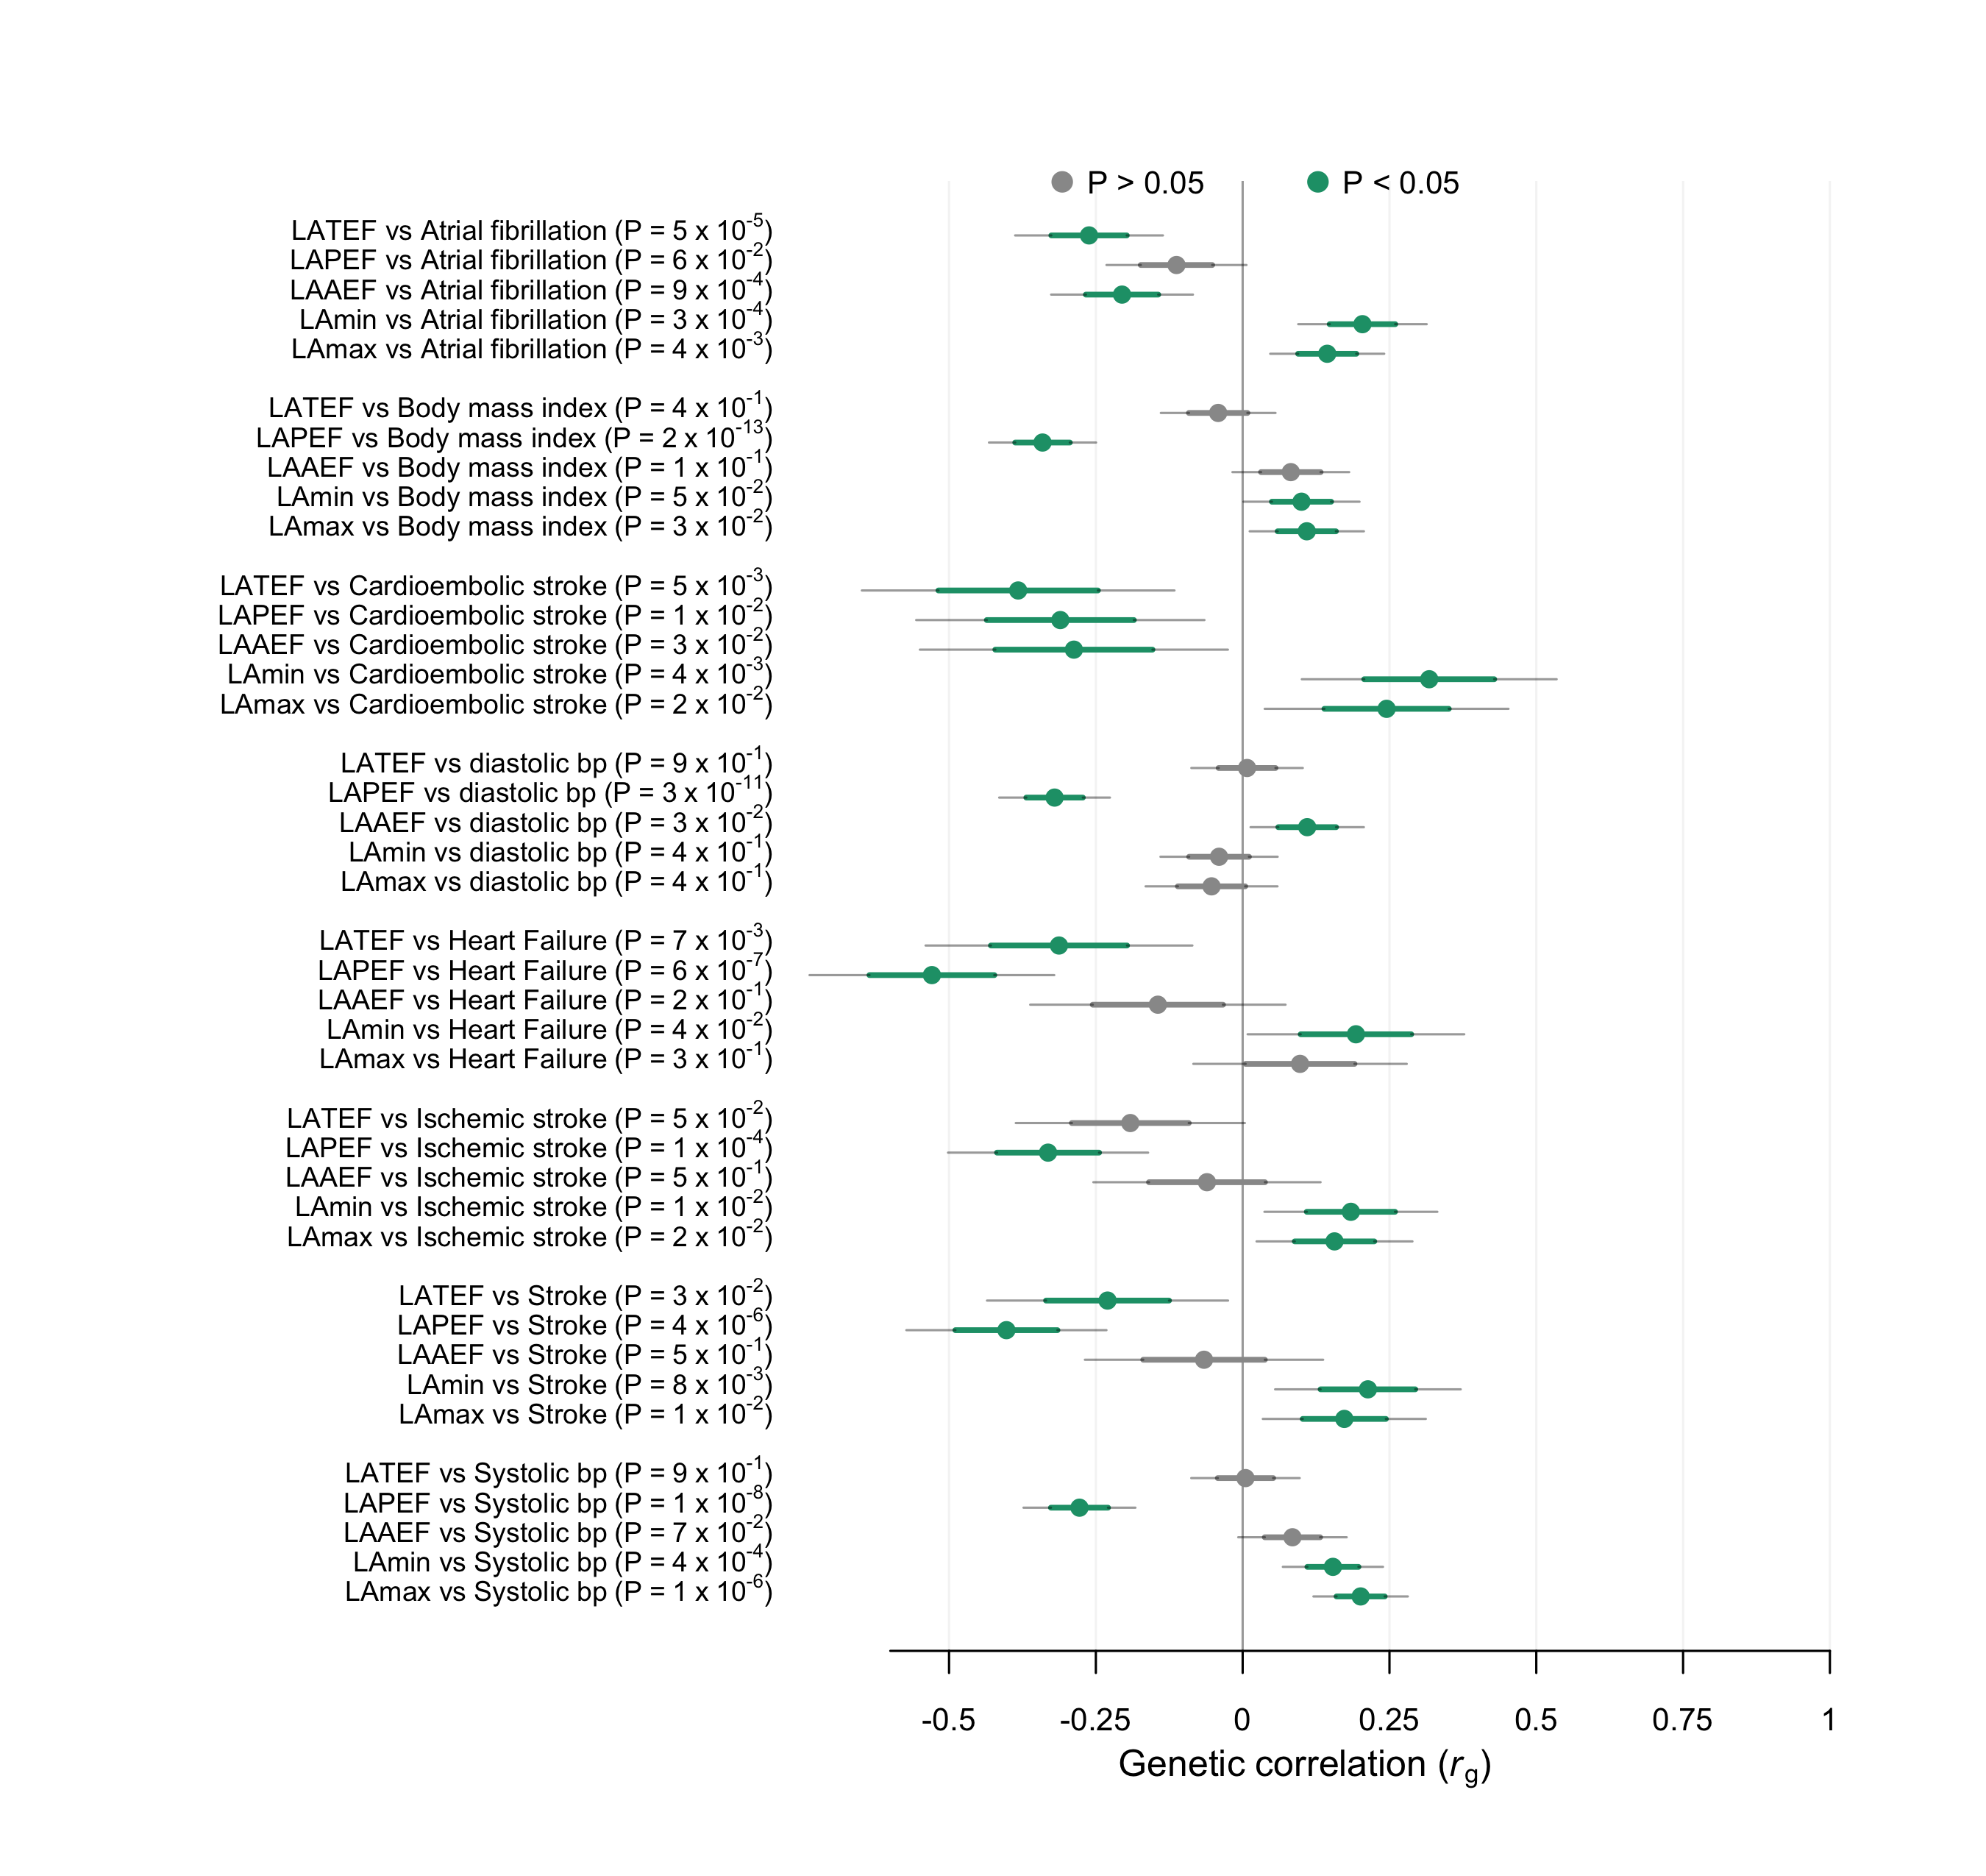 P > 0.05 P < 0.05
LATEF vs Atrial fibrillation (P = 5 x 10⁻⁵)
LAPEF vs Atrial fibrillation (P = 6 x 10⁻²)
LAAEF vs Atrial fibrillation (P = 9 x 10⁻⁴)
LAmin vs Atrial fibrillation (P = 3 x 10⁻⁴)
LAmax vs Atrial fibrillation (P = 4 x 10⁻³)
LATEF vs Body mass index (P = 4 x 10⁻¹)
LAPEF vs Body mass index (P = 2 x 10⁻¹³)
LAAEF vs Body mass index (P = 1 x 10⁻¹)
LAmin vs Body mass index (P = 5 x 10⁻²)
LAmax vs Body mass index (P = 3 x 10⁻²)
LATEF vs Cardioembolic stroke (P = 5 x 10⁻³)
LAPEF vs Cardioembolic stroke (P = 1 x 10⁻²)
LAAEF vs Cardioembolic stroke (P = 3 x 10⁻²)
LAmin vs Cardioembolic stroke (P = 4 x 10⁻³)
LAmax vs Cardioembolic stroke (P = 2 x 10⁻²)
LATEF vs diastolic bp (P = 9 x 10⁻¹)
LAPEF vs diastolic bp (P = 3 x 10⁻¹¹)
LAAEF vs diastolic bp (P = 3 x 10⁻²)
LAmin vs diastolic bp (P = 4 x 10⁻¹)
LAmax vs diastolic bp (P = 4 x 10⁻¹)
LATEF vs Heart Failure (P = 7 x 10⁻³)
LAPEF vs Heart Failure (P = 6 x 10⁻⁷)
LAAEF vs Heart Failure (P = 2 x 10⁻¹)
LAmin vs Heart Failure (P = 4 x 10⁻²)
LAmax vs Heart Failure (P = 3 x 10⁻¹)
LATEF vs Ischemic stroke (P = 5 x 10⁻²)
LAPEF vs Ischemic stroke (P = 1 x 10⁻⁴)
LAAEF vs Ischemic stroke (P = 5 x 10⁻¹)
LAmin vs Ischemic stroke (P = 1 x 10⁻²)
LAmax vs Ischemic stroke (P = 2 x 10⁻²)
LATEF vs Stroke (P = 3 x 10⁻²)
LAPEF vs Stroke (P = 4 x 10⁻⁶)
LAAEF vs Stroke (P = 5 x 10⁻¹)
LAmin vs Stroke (P = 8 x 10⁻³)
LAmax vs Stroke (P = 1 x 10⁻²)
LATEF vs Systolic bp (P = 9 x 10⁻¹)
LAPEF vs Systolic bp (P = 1 x 10⁻⁸)
LAAEF vs Systolic bp (P = 7 x 10⁻²)
LAmin vs Systolic bp (P = 4 x 10⁻⁴)
LAmax vs Systolic bp (P = 1 x 10⁻⁶)
-0.5 -0.25 0 0.25 0.5 0.75 1
Genetic correlation (rg)